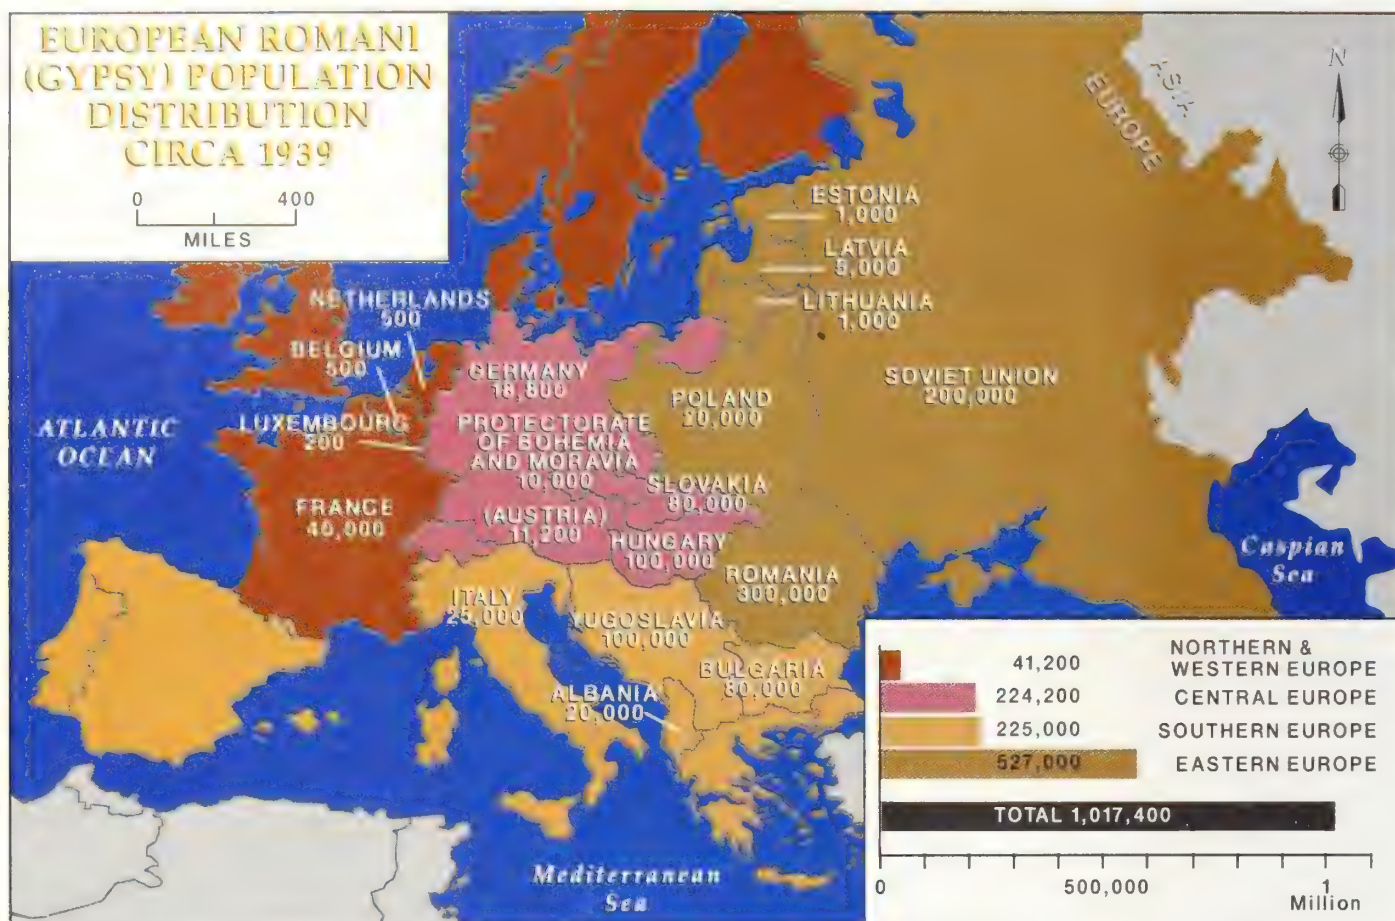 EUROPEAN ROMANI
(GYPSY) POPULATION
DISTRIBUTION
CIRCA 1939
0 400
MILES
N
ASIA
EUROPE
ESTONIA
1,000
LATVIA
5,000
LITHUANIA
1,000
NETHERLANDS
500
BELGIUM
500
LUXEMBOURG
200
GERMANY
18,800
PROTECTORATE
OF BOHEMIA
AND MORAVIA
10,000
POLAND
20,000
SOVIET UNION
200,000
ATLANTIC
OCEAN
FRANCE
40,000
SLOVAKIA
80,000
(AUSTRIA)
11,200
HUNGARY
100,000
ROMANIA
300,000
Caspian
Sea
ITALY
25,000
YUGOSLAVIA
100,000
BULGARIA
80,000
ALBANIA
20,000
Mediterranean
Sea
41,200 NORTHERN &
WESTERN EUROPE
224,200 CENTRAL EUROPE
225,000 SOUTHERN EUROPE
527,000 EASTERN EUROPE
TOTAL 1,017,400
0 500,000 1
Million